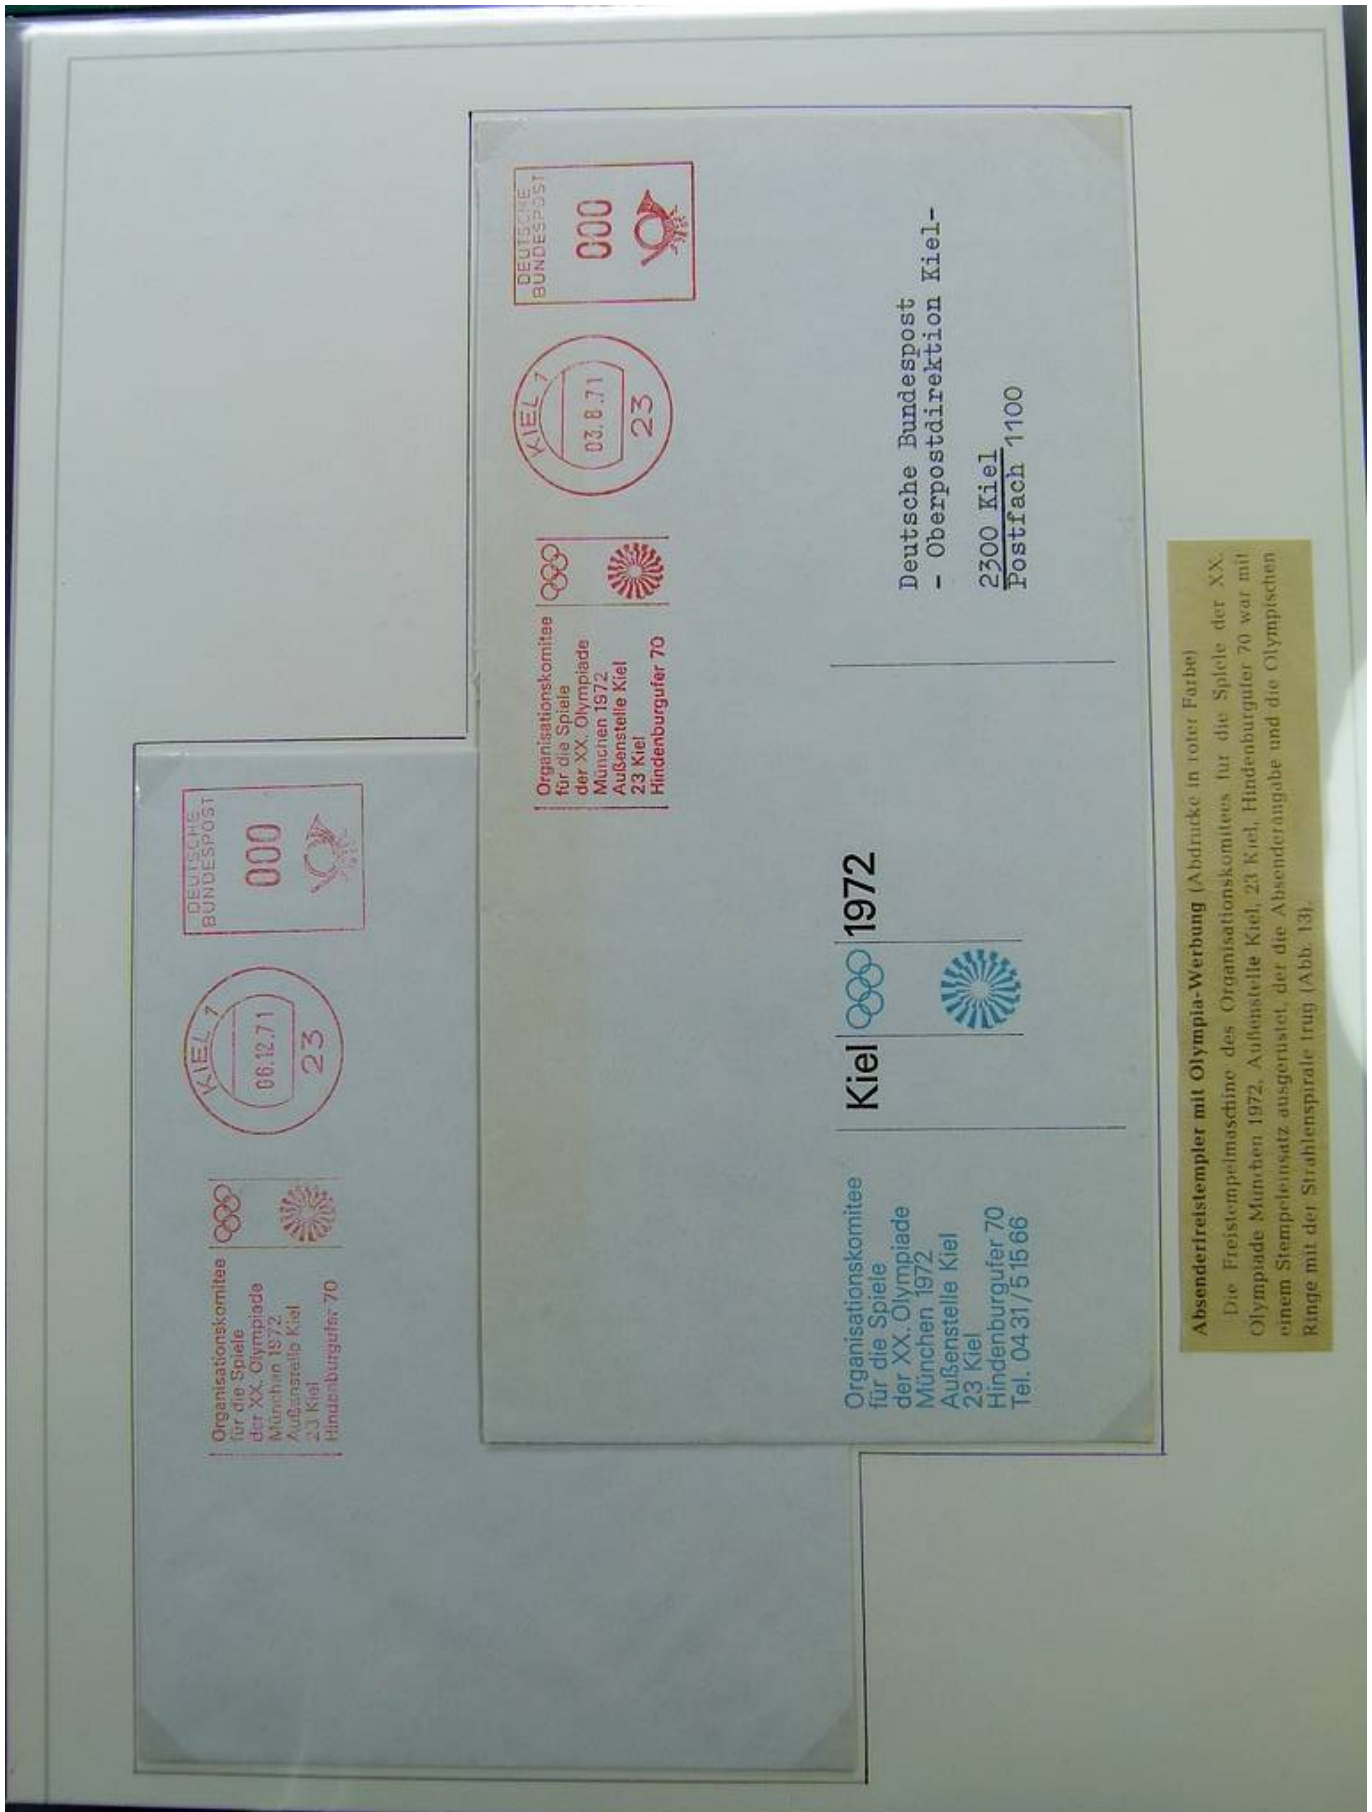 Organisationskomitee
für die Spiele
der XX. Olympiade
München 1972
Außenstelle Kiel
23 Kiel
Hindenburgufer 70
KIEL 1
06.12.71
23
DEUTSCHE
BUNDESPOST
000
Organisationskomitee
für die Spiele
der XX. Olympiade
München 1972
Außenstelle Kiel
23 Kiel
Hindenburgufer 70
KIEL 1
03.8.71
23
DEUTSCHE
BUNDESPOST
000
Organisationskomitee
für die Spiele
der XX. Olympiade
München 1972
Außenstelle Kiel
23 Kiel
Hindenburgufer 70
Tel. 0431/51566
Kiel 1972
Deutsche Bundespost
- Oberpostdirektion Kiel-
2300 Kiel
Postfach 1100
Absenderfreistempler mit Olympia-Werbung (Abdrucke in roter Farbe)
Die Freistempelmaschine des Organisationskomitees für die Spiele der XX.
Olympiade München 1972, Außenstelle Kiel, 23 Kiel, Hindenburgufer 70 war mit
einem Stempeleinsatz ausgerüstet, der die Absenderangabe und die Olympischen
Ringe mit der Strahlenspirale trug (Abb. 13).